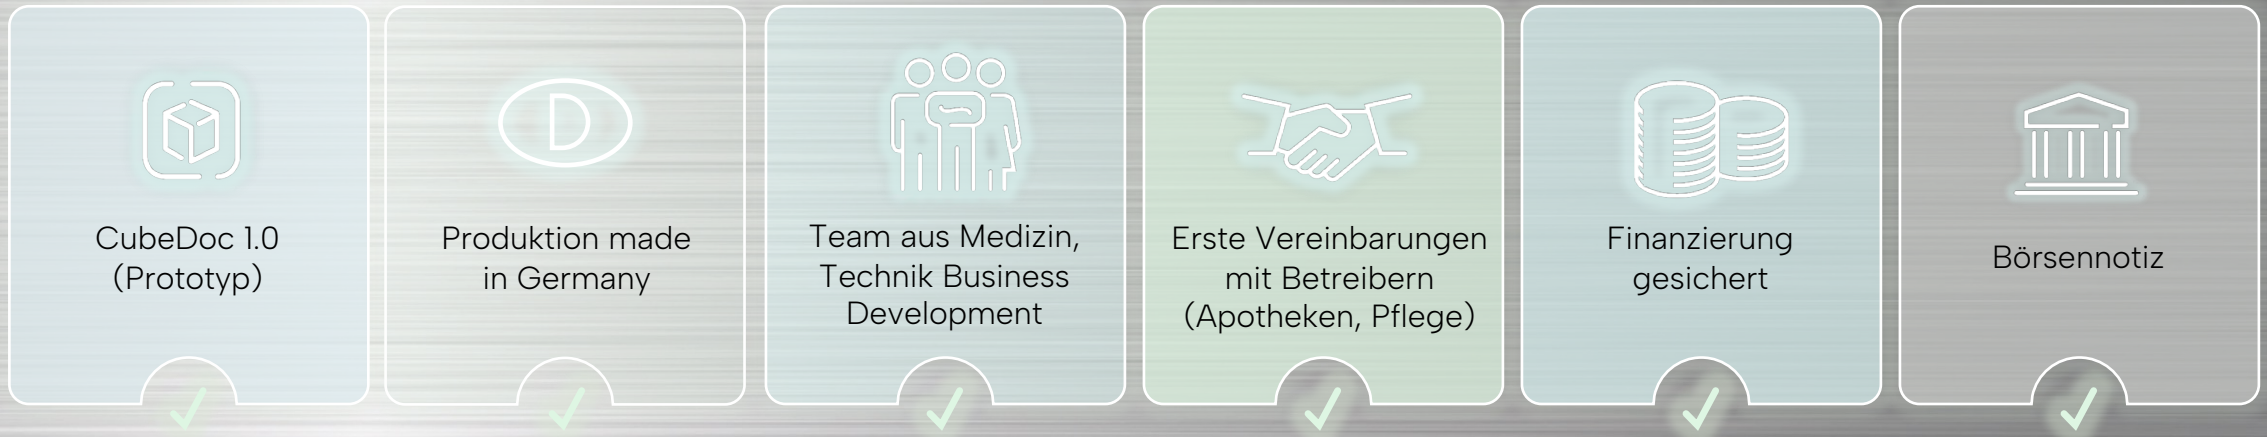 CubeDoc 1.0
(Prototyp)
D
Produktion made
in Germany
Team aus Medizin,
Technik Business
Development
Erste Vereinbarungen
mit Betreibern
(Apotheken, Pflege)
Finanzierung
gesichert
Börsennotiz